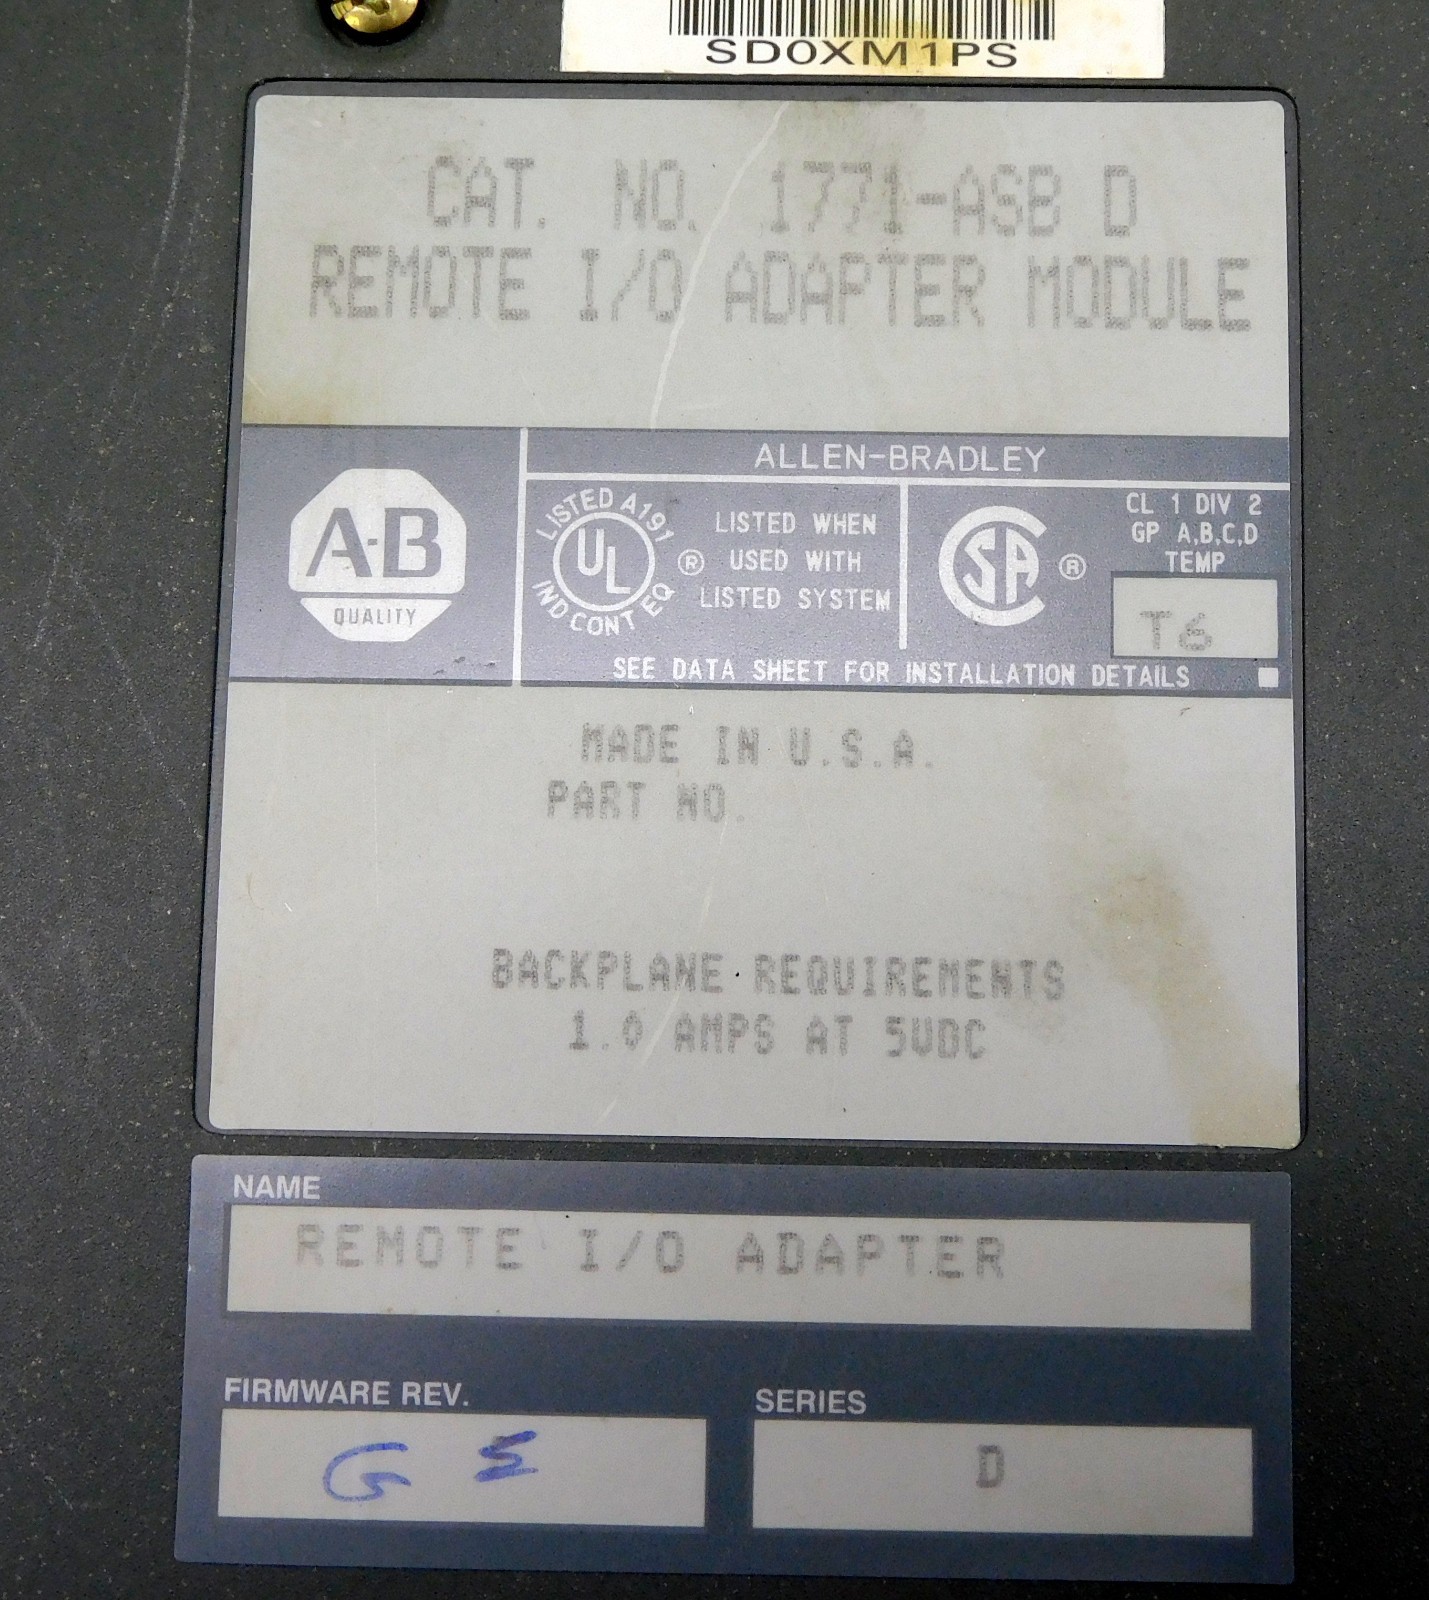 SD0XM1PS
CAT. NO. 1771-ASB D
REMOTE I/O ADAPTER MODULE
ALLEN-BRADLEY
A-B
QUALITY
LISTED A191
UL
IND CONT EQ
®
LISTED WHEN
USED WITH
LISTED SYSTEM
SA
®
CL 1 DIV 2
GP A,B,C,D
TEMP
T6
SEE DATA SHEET FOR INSTALLATION DETAILS
MADE IN U.S.A.
PART NO.
BACKPLANE REQUIREMENTS
1.0 AMPS AT 5VDC
NAME
REMOTE I/O ADAPTER
FIRMWARE REV.
SERIES
G 5
D